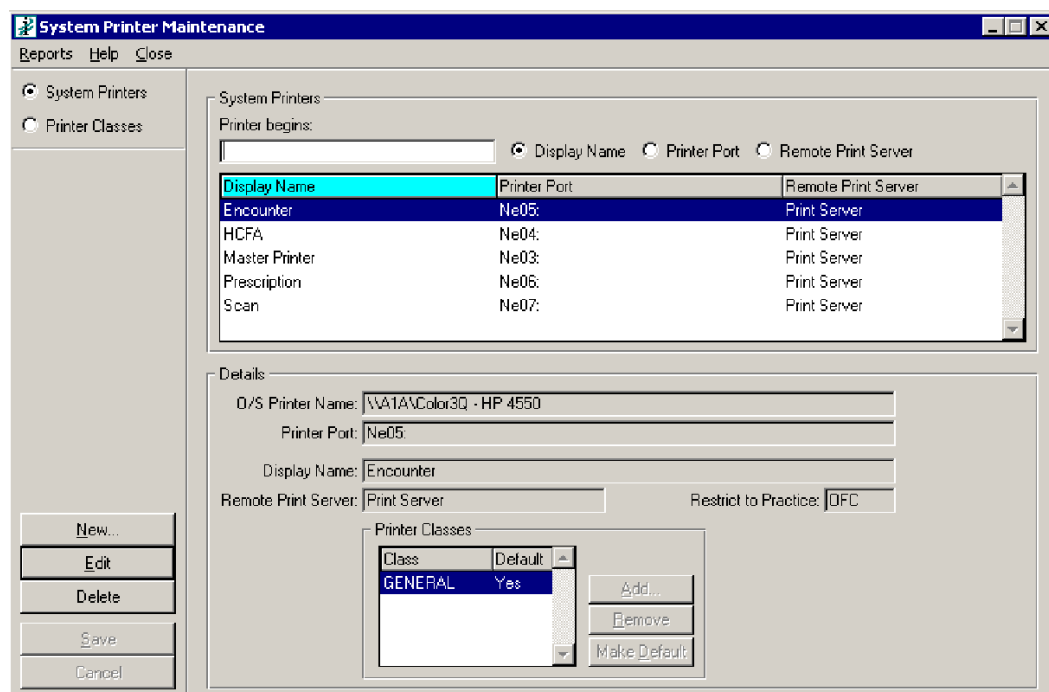 System Printer Maintenance
Reports Help Close
System Printers
Printer Classes
System Printers
Printer begins:
Display Name Printer Port Remote Print Server
Display Name Printer Port Remote Print Server
Encounter Ne05: Print Server
HCFA Ne04: Print Server
Master Printer Ne03: Print Server
Prescription Ne06: Print Server
Scan Ne07: Print Server
Details
O/S Printer Name: \\A1A\Color3Q - HP 4550
Printer Port: Ne05:
Display Name: Encounter
Remote Print Server: Print Server Restrict to Practice: OFC
Printer Classes
Class Default
GENERAL Yes
Add...
Remove
Make Default
New...
Edit
Delete
Save
Cancel